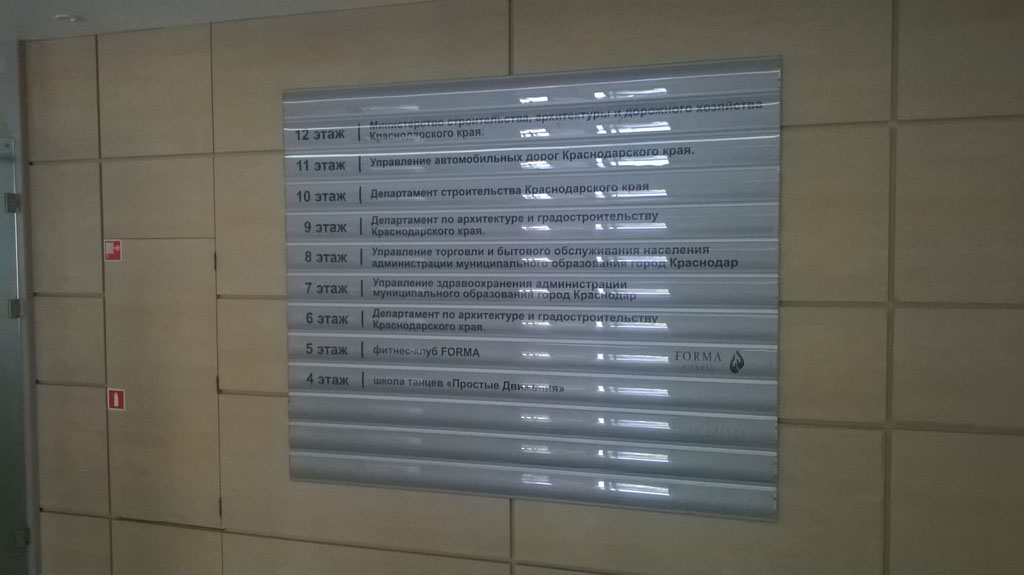 12 этаж | Министерство строительства, архитектуры и дорожного хозяйства
Краснодарского края.
11 этаж | Управление автомобильных дорог Краснодарского края.
10 этаж | Департамент строительства Краснодарского края
9 этаж | Департамент по архитектуре и градостроительству
Краснодарского края.
8 этаж | Управление торговли и бытового обслуживания населения
администрации муниципального образования город Краснодар
7 этаж | Управление здравоохранения администрации
муниципального образования город Краснодар
6 этаж | Департамент по архитектуре и градостроительству
Краснодарского края.
5 этаж | фитнес-клуб FORMA
FORMA
FITNESS
4 этаж | школа танцев «Простые Движения»